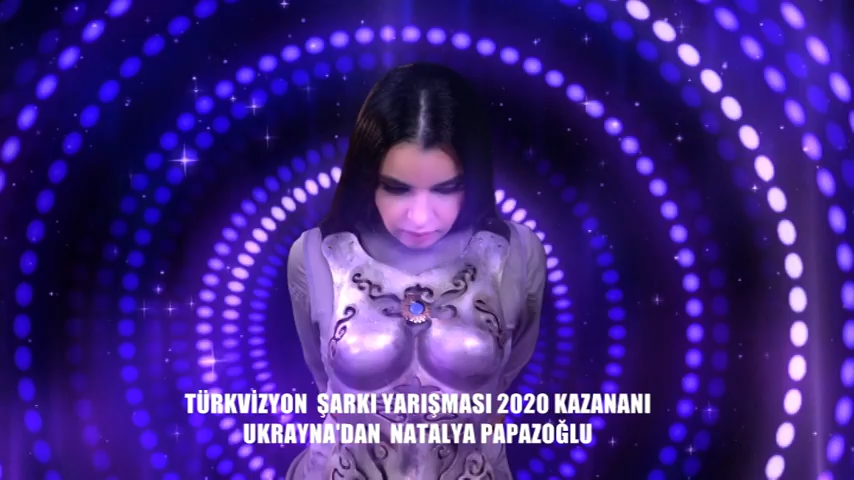 TÜRKVİZYON ŞARKI YARIŞMASI 2020 KAZANANI
UKRAYNA'DAN NATALYA PAPAZOĞLU